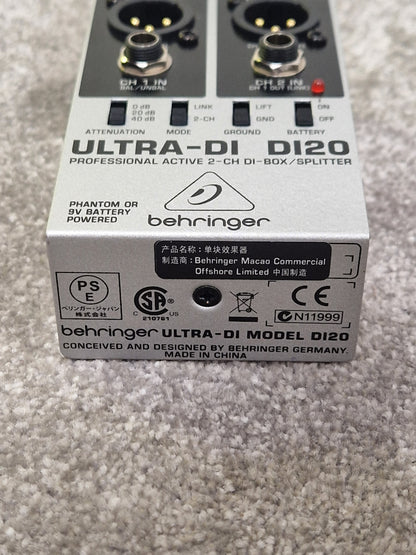 CH 1 IN
BAL/UNBAL
CH 2 IN
CH 1 OUT (LINK)
0 dB
20 dB
40 dB
LINK
2-CH
LIFT
GND
ON
OFF
ATTENUATION
MODE
GROUND
BATTERY
ULTRA-DI DI20
PROFESSIONAL ACTIVE 2-CH DI-BOX/SPLITTER
PHANTOM OR
9V BATTERY
POWERED
behringer
产品名称:单块效果器
制造商:Behringer Macao Commercial
Offshore Limited 中国制造
PS
E
ベリンガー・ジャパン
株式会社
SA
C US
210761
CE
N11999
behringer ULTRA-DI MODEL DI20
CONCEIVED AND DESIGNED BY BEHRINGER GERMANY.
MADE IN CHINA